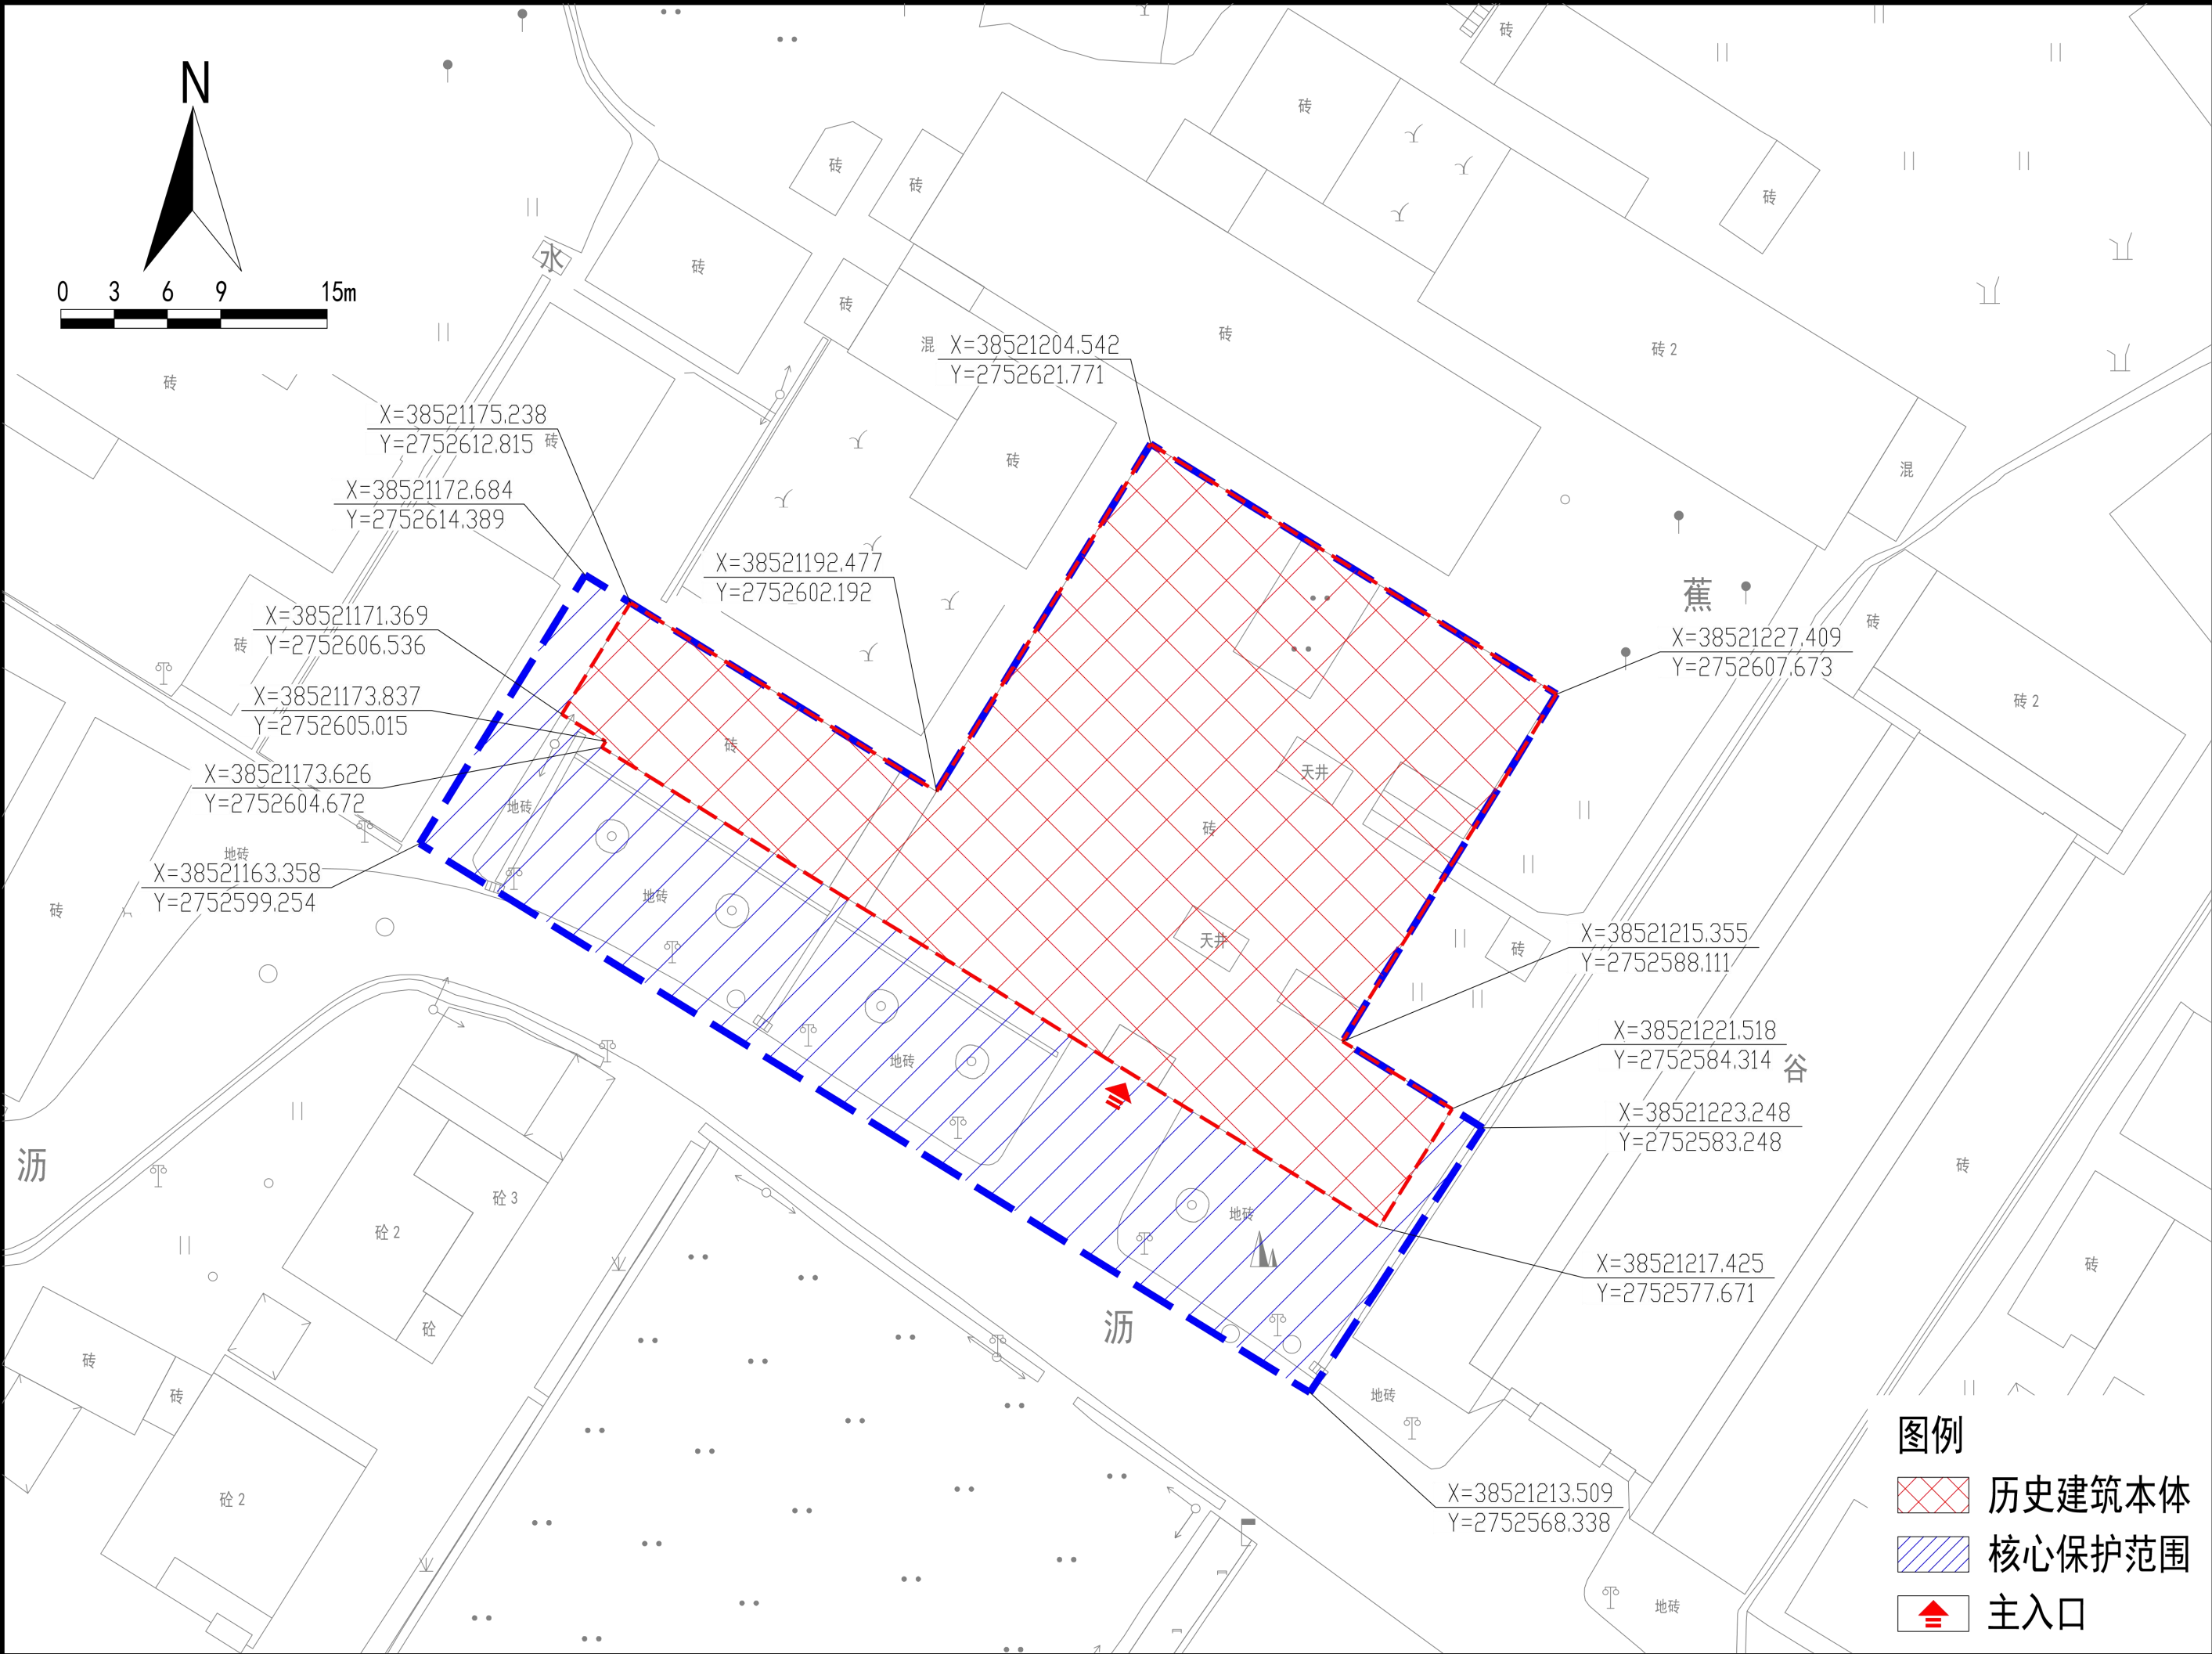 砖
N
砖
砖
砖
砖
砖
水
砖
0 3 6 9 15m
砖
砖
混
X=38521204.542
Y=2752621.771
砖 2
砖
X=38521175.238
Y=2752612.815
砖
砖
混
X=38521172.684
Y=2752614.389
X=38521192.477
Y=2752602.192
蕉
X=38521171.369
Y=2752606.536
砖
砖
X=38521227.409
Y=2752607.673
X=38521173.837
Y=2752605.015
砖 2
砖
天井
X=38521173.626
Y=2752604.672
地砖
砖
地砖
X=38521163.358
Y=2752599.254
地砖
砖
天井
砖
X=38521215.355
Y=2752588.111
X=38521221.518
Y=2752584.314
地砖
谷
X=38521223.248
Y=2752583.248
沥
砖
砼 3
砼 2
地砖
X=38521217.425
Y=2752577.671
砖
沥
砼
砖
砖
地砖
图例
X=38521213.509
Y=2752568.338
砼 2
历史建筑本体
核心保护范围
地砖
主入口